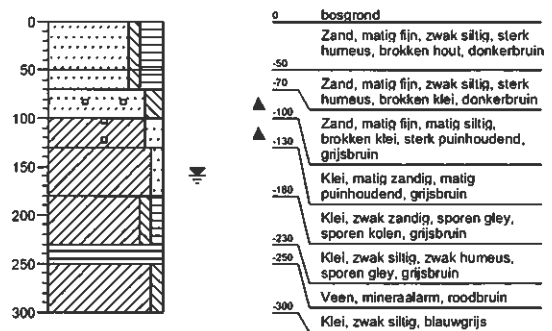 0
50
100
150
200
250
300
0 bosgrond
Zand, matig fijn, zwak siltig, sterk
humeus, brokken hout, donkerbruin
-50
-70 Zand, matig fijn, zwak siltig, sterk
humeus, brokken klei, donkerbruin
-100
Zand, matig fijn, matig siltig,
brokken klei, sterk puinhoudend,
grijsbruin
-130
Klei, matig zandig, matig
puinhoudend, grijsbruin
-180
Klei, zwak zandig, sporen gley,
sporen kolen, grijsbruin
-230
Klei, zwak siltig, zwak humeus,
sporen gley, grijsbruin
-250
Veen, mineraalarm, roodbruin
-300
Klei, zwak siltig, blauwgrijs